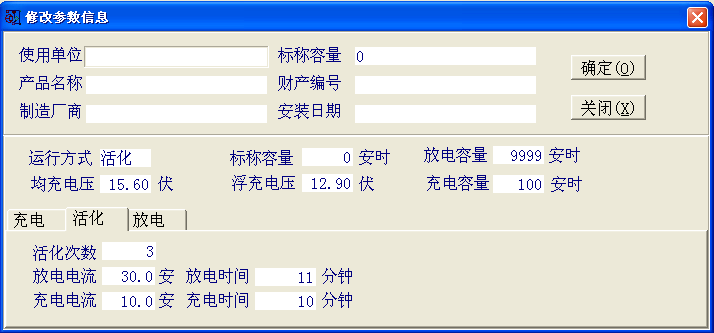 修改参数信息
使用单位 标称容量 0
确定(O)
产品名称 财产编号
制造厂商 安装日期
关闭(X)
运行方式 活化 标称容量 0 安时 放电容量 9999 安时
均充电压 15.60 伏 浮充电压 12.90 伏 充电容量 100 安时
充电 活化 放电
活化次数 3
放电电流 30.0 安 放电时间 11 分钟
充电电流 10.0 安 充电时间 10 分钟